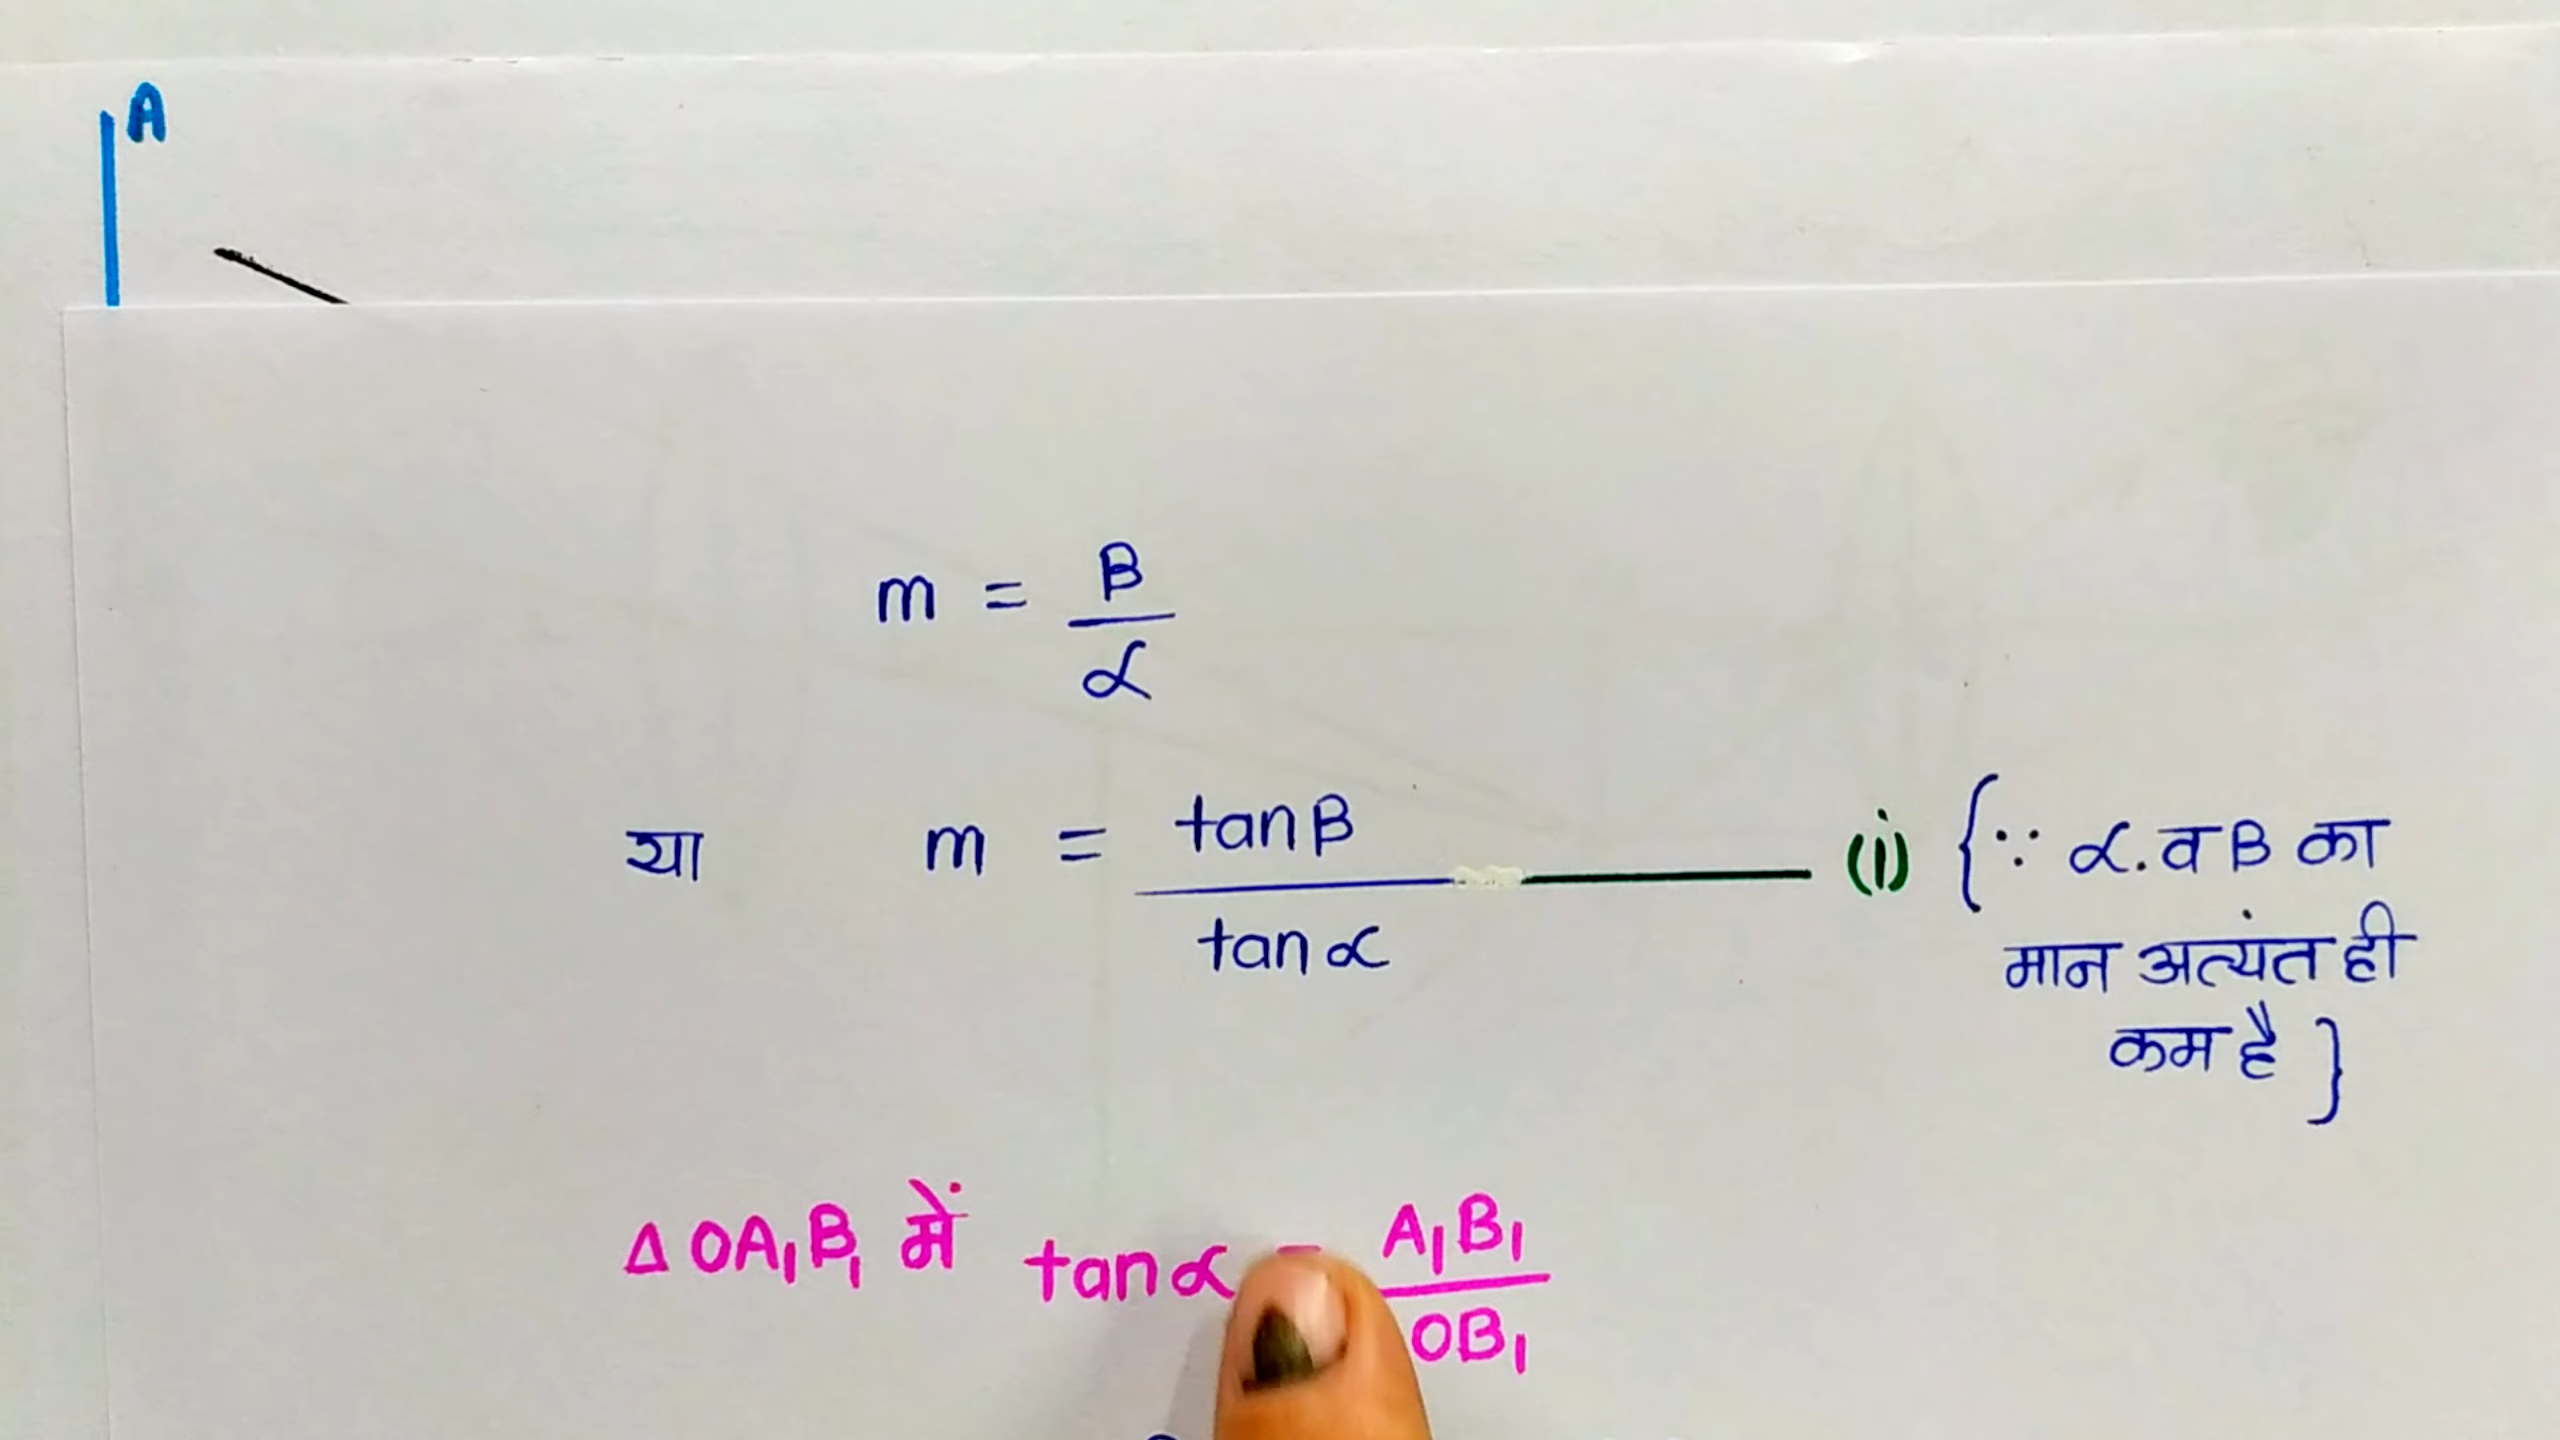 A
m = β/α
या m = tanβ/tanα (i) {∵ α.व β का
मान अत्यंत ही
कम है}
Δ OA₁B₁ में tanα = A₁B₁/OB₁